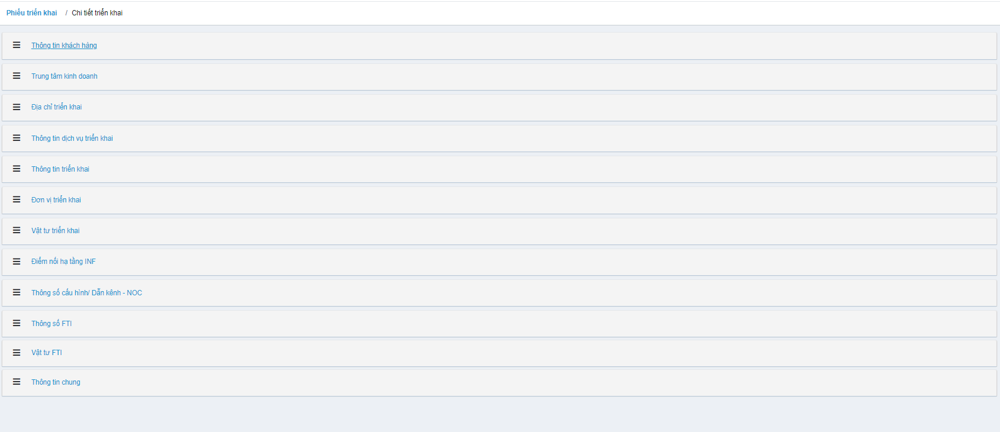 Phiếu triển khai / Chi tiết triển khai
Thông tin khách hàng
Trung tâm kinh doanh
Địa chỉ triển khai
Thông tin dịch vụ triển khai
Thông tin triển khai
Đơn vị triển khai
Vật tư triển khai
Điểm nối hạ tầng INF
Thông số cấu hình/ Dẫn kênh - NOC
Thông số FTI
Vật tư FTI
Thông tin chung